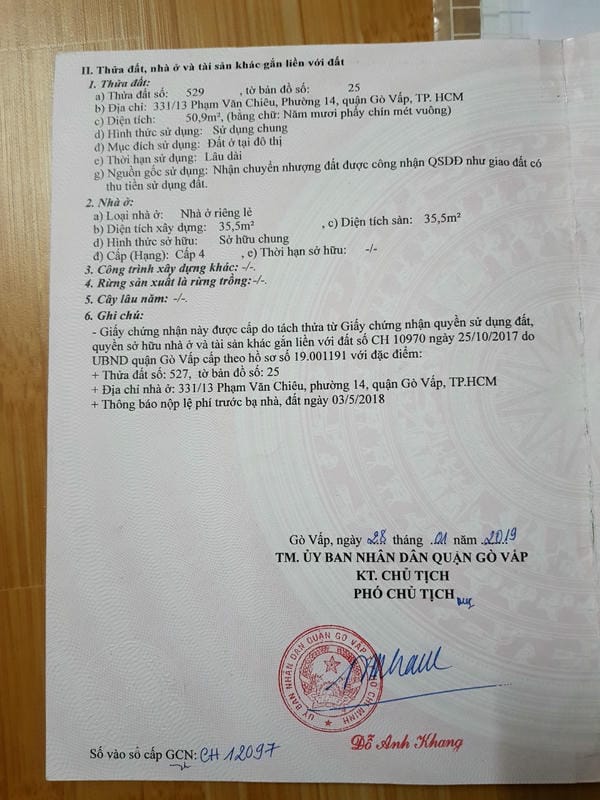 II. Thửa đất, nhà ở và tài sản khác gắn liền với đất
1. Thửa đất:
a) Thửa đất số: 529 , tờ bản đồ số: 25
b) Địa chỉ: 331/13 Phạm Văn Chiêu, Phường 14, quận Gò Vấp, TP. HCM
c) Diện tích: 50,9m², (bằng chữ: Năm mươi phẩy chín mét vuông)
d) Hình thức sử dụng: Sử dụng chung
đ) Mục đích sử dụng: Đất ở tại đô thị
e) Thời hạn sử dụng: Lâu dài
g) Nguồn gốc sử dụng: Nhận chuyển nhượng đất được công nhận QSDĐ như giao đất có
thu tiền sử dụng đất.
2. Nhà ở:
a) Loại nhà ở: Nhà ở riêng lẻ
b) Diện tích xây dựng: 35,5m² , c) Diện tích sàn: 35,5m²
d) Hình thức sở hữu: Sở hữu chung
đ) Cấp (Hạng): Cấp 4 , e) Thời hạn sở hữu: -/-
3. Công trình xây dựng khác: -/-.
4. Rừng sản xuất là rừng trồng:-/-.
5. Cây lâu năm: -/-.
6. Ghi chú:
- Giấy chứng nhận này được cấp do tách thửa từ Giấy chứng nhận quyền sử dụng đất,
quyền sở hữu nhà ở và tài sản khác gắn liền với đất số CH 10970 ngày 25/10/2017 do
UBND quận Gò Vấp cấp theo hồ sơ số 19.001191 với đặc điểm:
+ Thửa đất số: 527, tờ bản đồ số: 25
+ Địa chỉ nhà ở: 331/13 Phạm Văn Chiêu, phường 14, quận Gò Vấp, TP.HCM
+ Thông báo nộp lệ phí trước bạ nhà, đất ngày 03/5/2018
Gò Vấp, ngày 28 tháng 01 năm 2019
TM. ỦY BAN NHÂN DÂN QUẬN GÒ VẤP
KT. CHỦ TỊCH
PHÓ CHỦ TỊCH
ỦY BAN NHÂN DÂN QUẬN GÒ VẤP HỒ CHÍ MINH
Đỗ Anh Khang
Số vào sổ cấp GCN: CH 12097